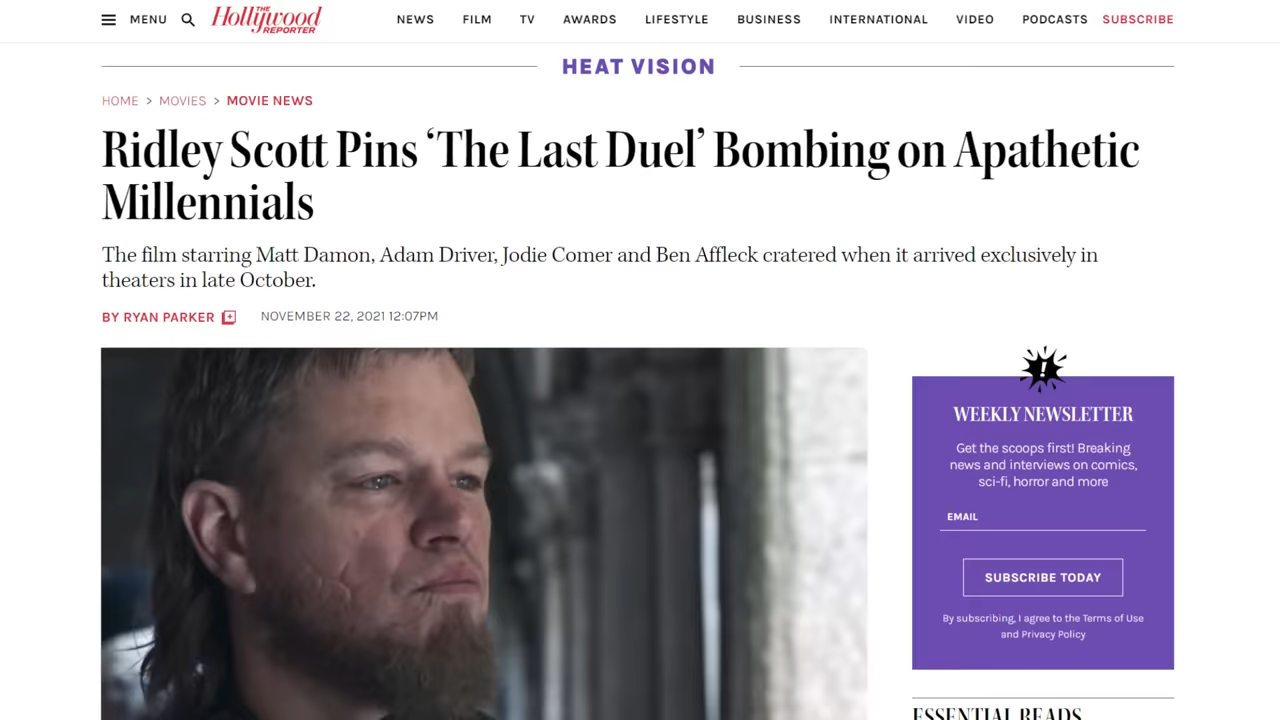 MENU
THE
Hollywood
REPORTER
NEWS FILM TV AWARDS LIFESTYLE BUSINESS INTERNATIONAL VIDEO PODCASTS SUBSCRIBE
HEAT VISION
HOME > MOVIES > MOVIE NEWS
Ridley Scott Pins ‘The Last Duel’ Bombing on Apathetic
Millennials
The film starring Matt Damon, Adam Driver, Jodie Comer and Ben Affleck cratered when it arrived exclusively in
theaters in late October.
BY RYAN PARKER NOVEMBER 22, 2021 12:07PM
!
WEEKLY NEWSLETTER
Get the scoops first! Breaking
news and interviews on comics,
sci-fi, horror and more
EMAIL
SUBSCRIBE TODAY
By subscribing, I agree to the Terms of Use
and Privacy Policy
ESSENTIAL READS